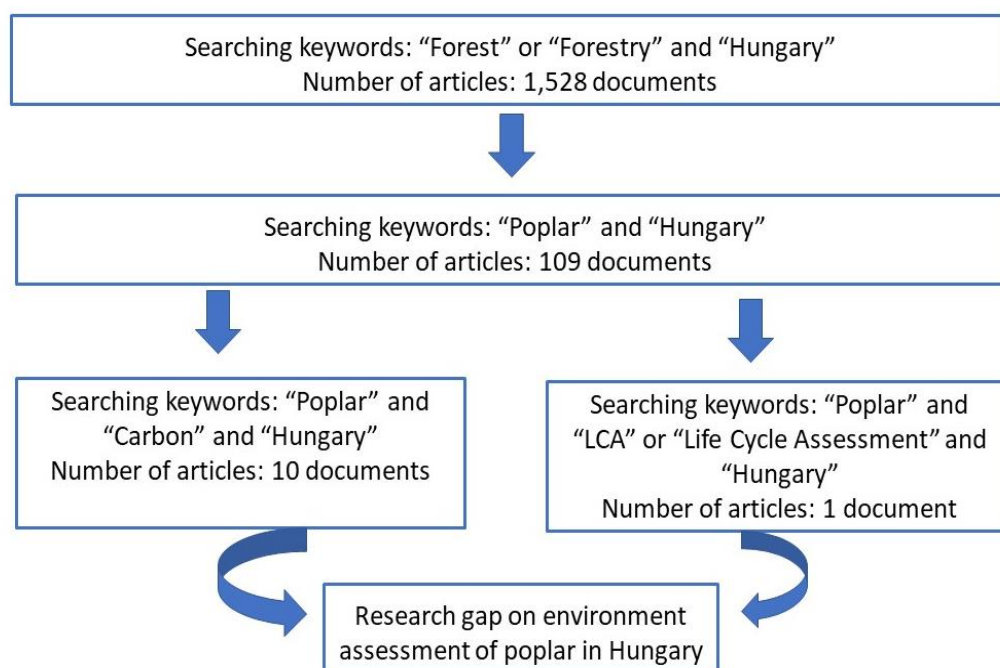 Searching keywords: “Forest” or “Forestry” and “Hungary”
Number of articles: 1,528 documents
Searching keywords: “Poplar” and “Hungary”
Number of articles: 109 documents
Searching keywords: “Poplar” and
“Carbon” and “Hungary”
Number of articles: 10 documents
Searching keywords: “Poplar” and
“LCA” or “Life Cycle Assessment” and
“Hungary”
Number of articles: 1 document
Research gap on environment
assessment of poplar in Hungary